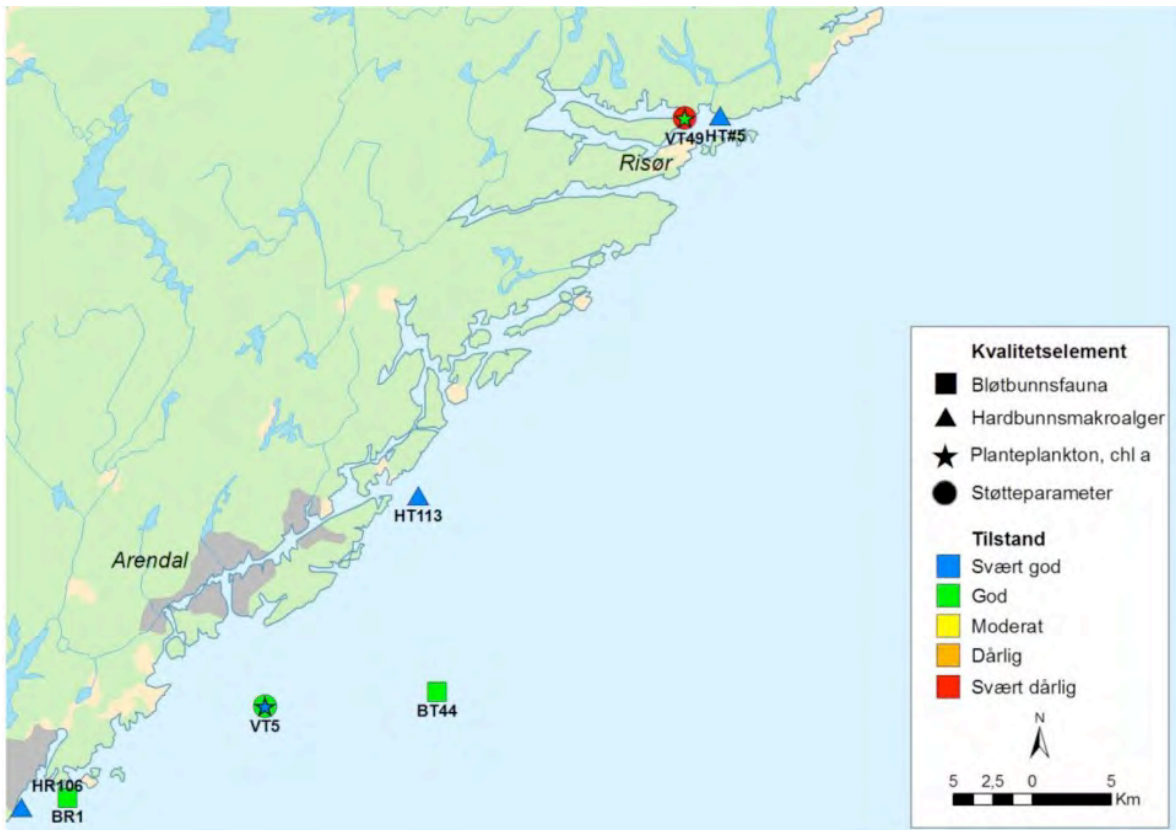 VT49 HT#5
Risør
HT113
Arendal
VT5
BT44
HR106
BR1
Kvalitetselement
Bløtbunnsfauna
Hardbunnsmakroalger
Planteplankton, chl a
Støtteparameter
Tilstand
Svært god
God
Moderat
Dårlig
Svært dårlig
N
5 2,5 0 5
Km